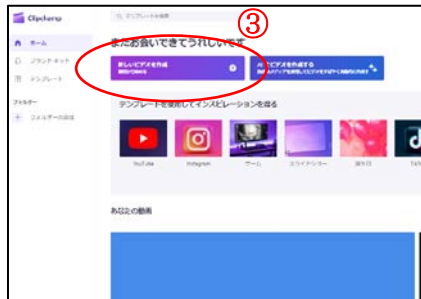 Clipchamp
テンプレートを検索
③
ホーム
ブランド キット
テンプレート
フォルダー
フォルダーの追加
またお会いできてうれしいです
新しいビデオを作成
AI でビデオを作成する
テンプレートを使用してインスピレーションを得る
YouTube
Instagram
ゲーム
スライドショー
あなたの動画